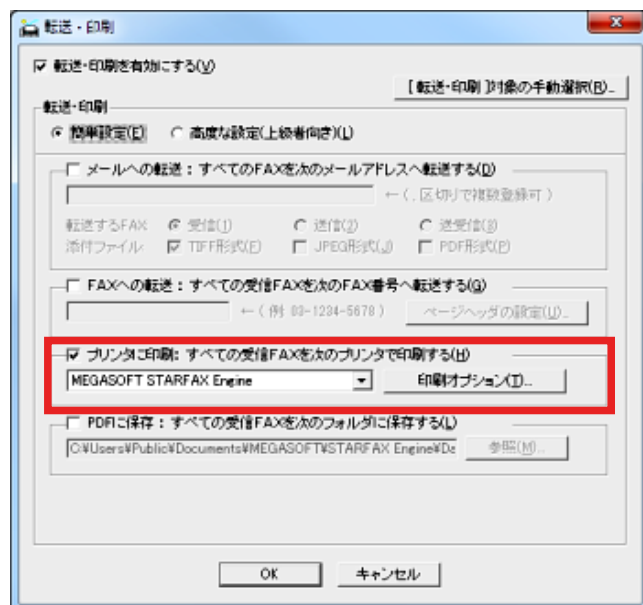 転送・印刷
転送・印刷を有効にする(V)
[転送・印刷]対象の手動選択(R)...
転送・印刷
簡単設定(E) 高度な設定(上級者向き)(L)
メールへの転送：すべてのFAXを次のメールアドレスへ転送する(D)
←(,区切りで複数登録可)
転送するFAX 受信(1) 送信(2) 送受信(3)
添付ファイル TIFF形式(F) JPEG形式(J) PDF形式(P)
FAXへの転送：すべての受信FAXを次のFAX番号へ転送する(G)
←(例 03-1234-5678) ページヘッダの設定(U)...
プリンタに印刷：すべての受信FAXを次のプリンタで印刷する(H)
MEGASOFT STARFAX Engine 印刷オプション(T)...
PDFに保存：すべての受信FAXを次のフォルダに保存する(L)
C:¥Users¥Public¥Documents¥MEGASOFT¥STARFAX Engine¥Da 参照(M)...
OK キャンセル